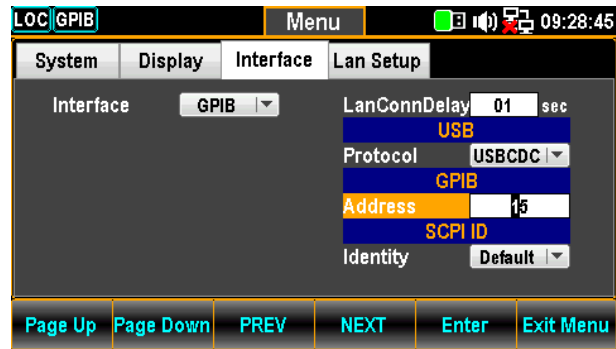 LOC GPIB Menu 09:28:45
System Display Interface Lan Setup
Interface GPIB LanConnDelay 01 sec
USB
Protocol USBCDC
GPIB
Address 15
SCPI ID
Identity Default
Page Up Page Down PREV NEXT Enter Exit Menu